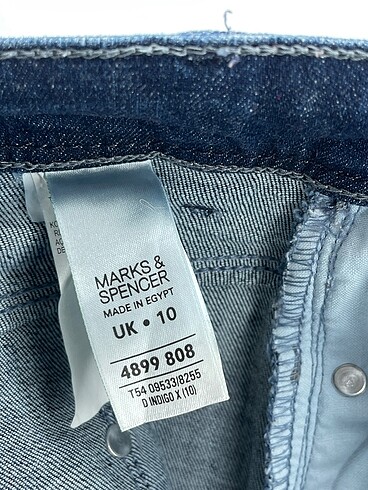 MARKS &
SPENCER
MADE IN EGYPT
UK • 10
4899 808
T54 09533/8255
D INDIGO X (10)